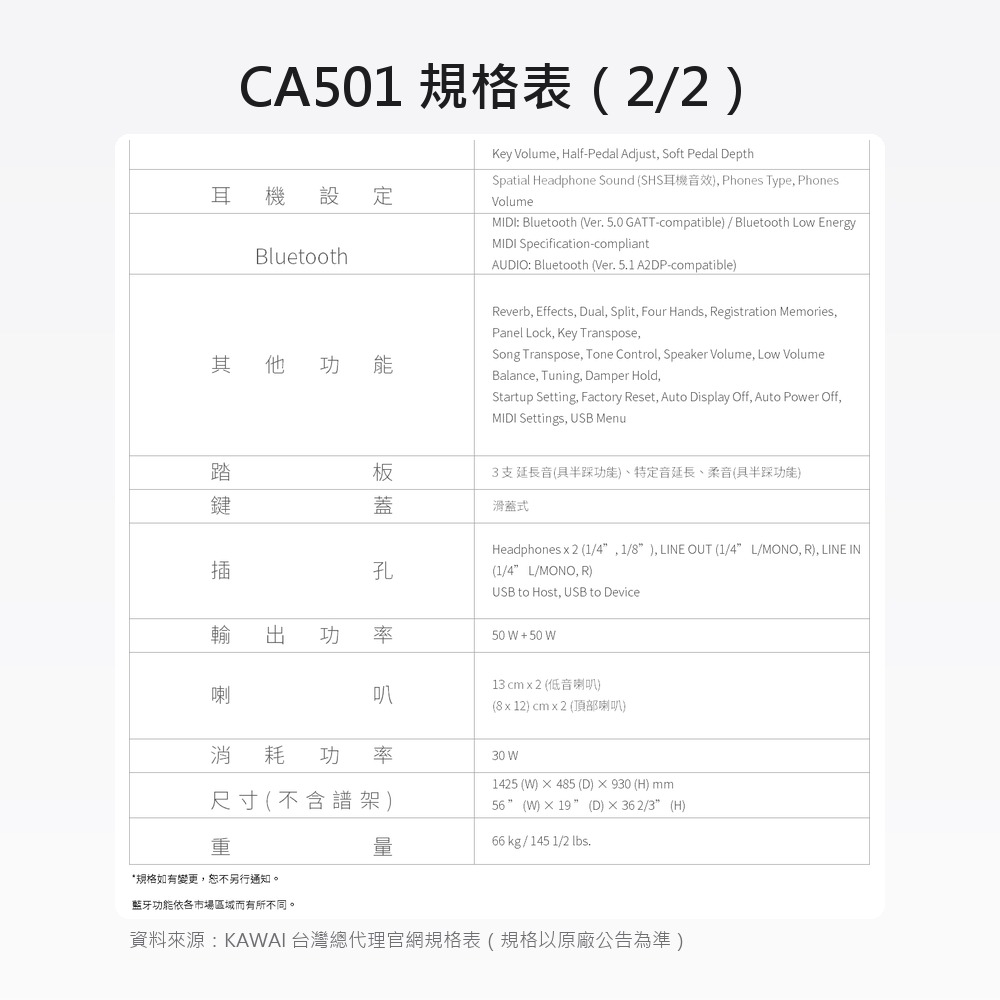 CA501 規格表（2/2）
Key Volume, Half-Pedal Adjust, Soft Pedal Depth
耳機設定
Spatial Headphone Sound (SHS耳機音效), Phones Type, Phones
Volume
Bluetooth
MIDI: Bluetooth (Ver. 5.0 GATT-compatible) / Bluetooth Low Energy
MIDI Specification-compliant
AUDIO: Bluetooth (Ver. 5.1 A2DP-compatible)
其他功能
Reverb, Effects, Dual, Split, Four Hands, Registration Memories,
Panel Lock, Key Transpose,
Song Transpose, Tone Control, Speaker Volume, Low Volume
Balance, Tuning, Damper Hold,
Startup Setting, Factory Reset, Auto Display Off, Auto Power Off,
MIDI Settings, USB Menu
踏板
3 支 延長音(具半踩功能)、特定音延長、柔音(具半踩功能)
鍵蓋
滑蓋式
插孔
Headphones x 2 (1/4”, 1/8”), LINE OUT (1/4” L/MONO, R), LINE IN
(1/4” L/MONO, R)
USB to Host, USB to Device
輸出功率
50 W + 50 W
喇叭
13 cm x 2 (低音喇叭)
(8 x 12) cm x 2 (頂部喇叭)
消耗功率
30 W
尺寸(不含譜架)
1425 (W) × 485 (D) × 930 (H) mm
56” (W) × 19” (D) × 36 2/3” (H)
重量
66 kg / 145 1/2 lbs.
*規格如有變更，恕不另行通知。
藍牙功能依各市場區域而有所不同。
資料來源：KAWAI 台灣總代理官網規格表（規格以原廠公告為準）